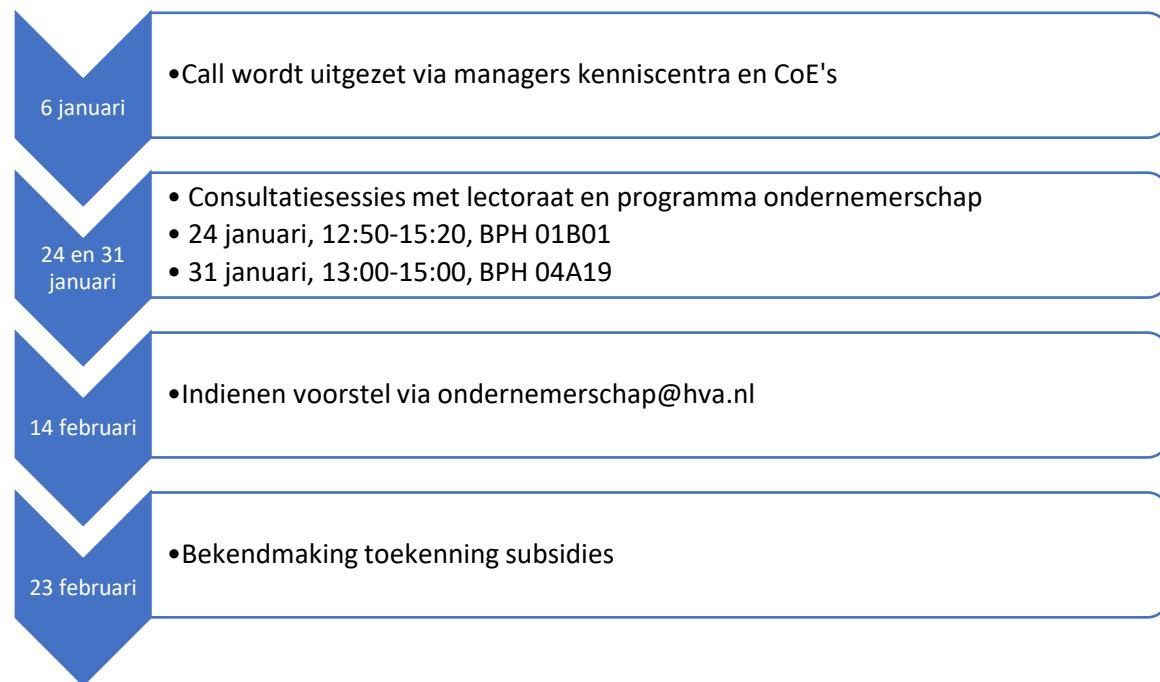 6 januari
•Call wordt uitgezet via managers kenniscentra en CoE's
24 en 31
januari
• Consultatiesessies met lectoraat en programma ondernemerschap
• 24 januari, 12:50-15:20, BPH 01B01
• 31 januari, 13:00-15:00, BPH 04A19
14 februari
•Indienen voorstel via ondernemerschap@hva.nl
23 februari
•Bekendmaking toekenning subsidies